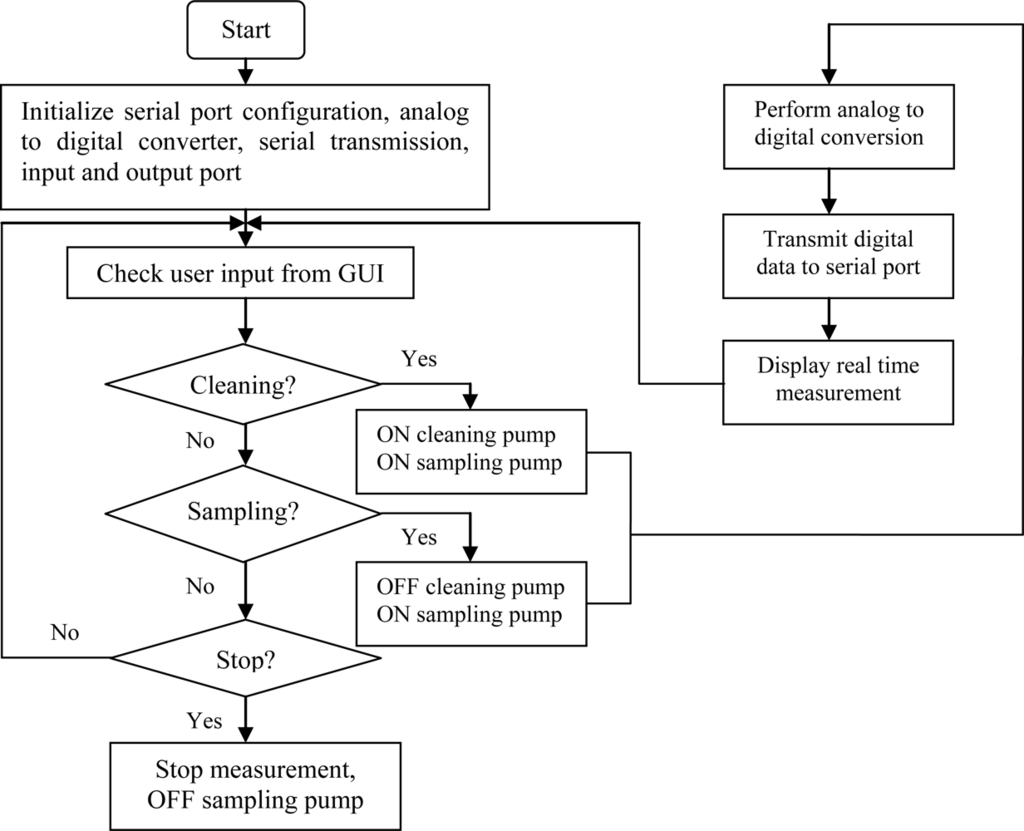 Start
Initialize serial port configuration, analog
to digital converter, serial transmission,
input and output port
Check user input from GUI
Cleaning?
Yes
No
ON cleaning pump
ON sampling pump
Sampling?
Yes
No
OFF cleaning pump
ON sampling pump
Stop?
No
Yes
Stop measurement,
OFF sampling pump
Perform analog to
digital conversion
Transmit digital
data to serial port
Display real time
measurement